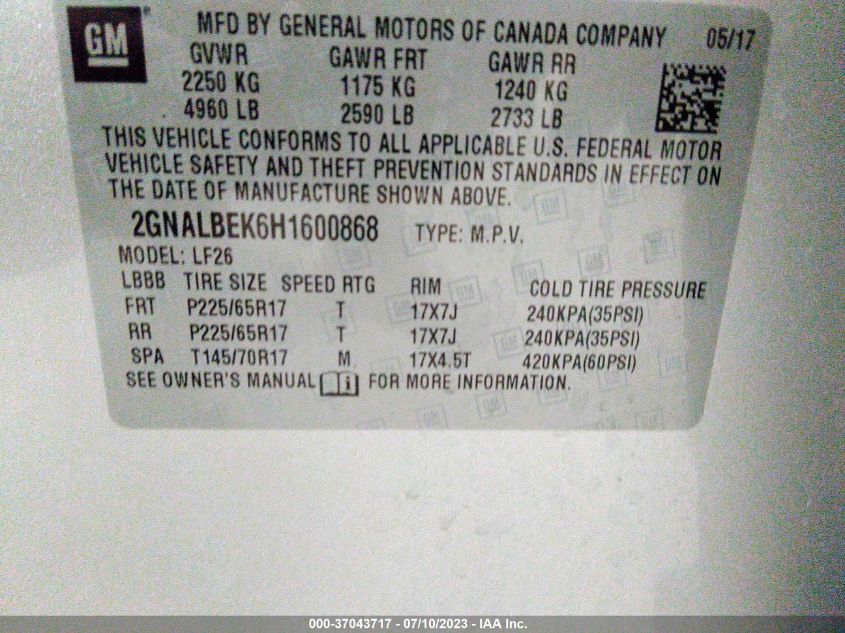 GM MFD BY GENERAL MOTORS OF CANADA COMPANY 05/17
GVWR GAWR FRT GAWR RR
2250 KG 1175 KG 1240 KG
4960 LB 2590 LB 2733 LB
THIS VEHICLE CONFORMS TO ALL APPLICABLE U.S. FEDERAL MOTOR
VEHICLE SAFETY AND THEFT PREVENTION STANDARDS IN EFFECT ON
THE DATE OF MANUFACTURE SHOWN ABOVE.
2GNALBEK6H1600868 TYPE: M.P.V.
MODEL: LF26
LBBB TIRE SIZE SPEED RTG RIM COLD TIRE PRESSURE
FRT P225/65R17 T 17X7J 240KPA(35PSI)
RR P225/65R17 T 17X7J 240KPA(35PSI)
SPA T145/70R17 M 17X4.5T 420KPA(60PSI)
SEE OWNER'S MANUAL i FOR MORE INFORMATION.
000-37043717 - 07/10/2023 - IAA Inc.